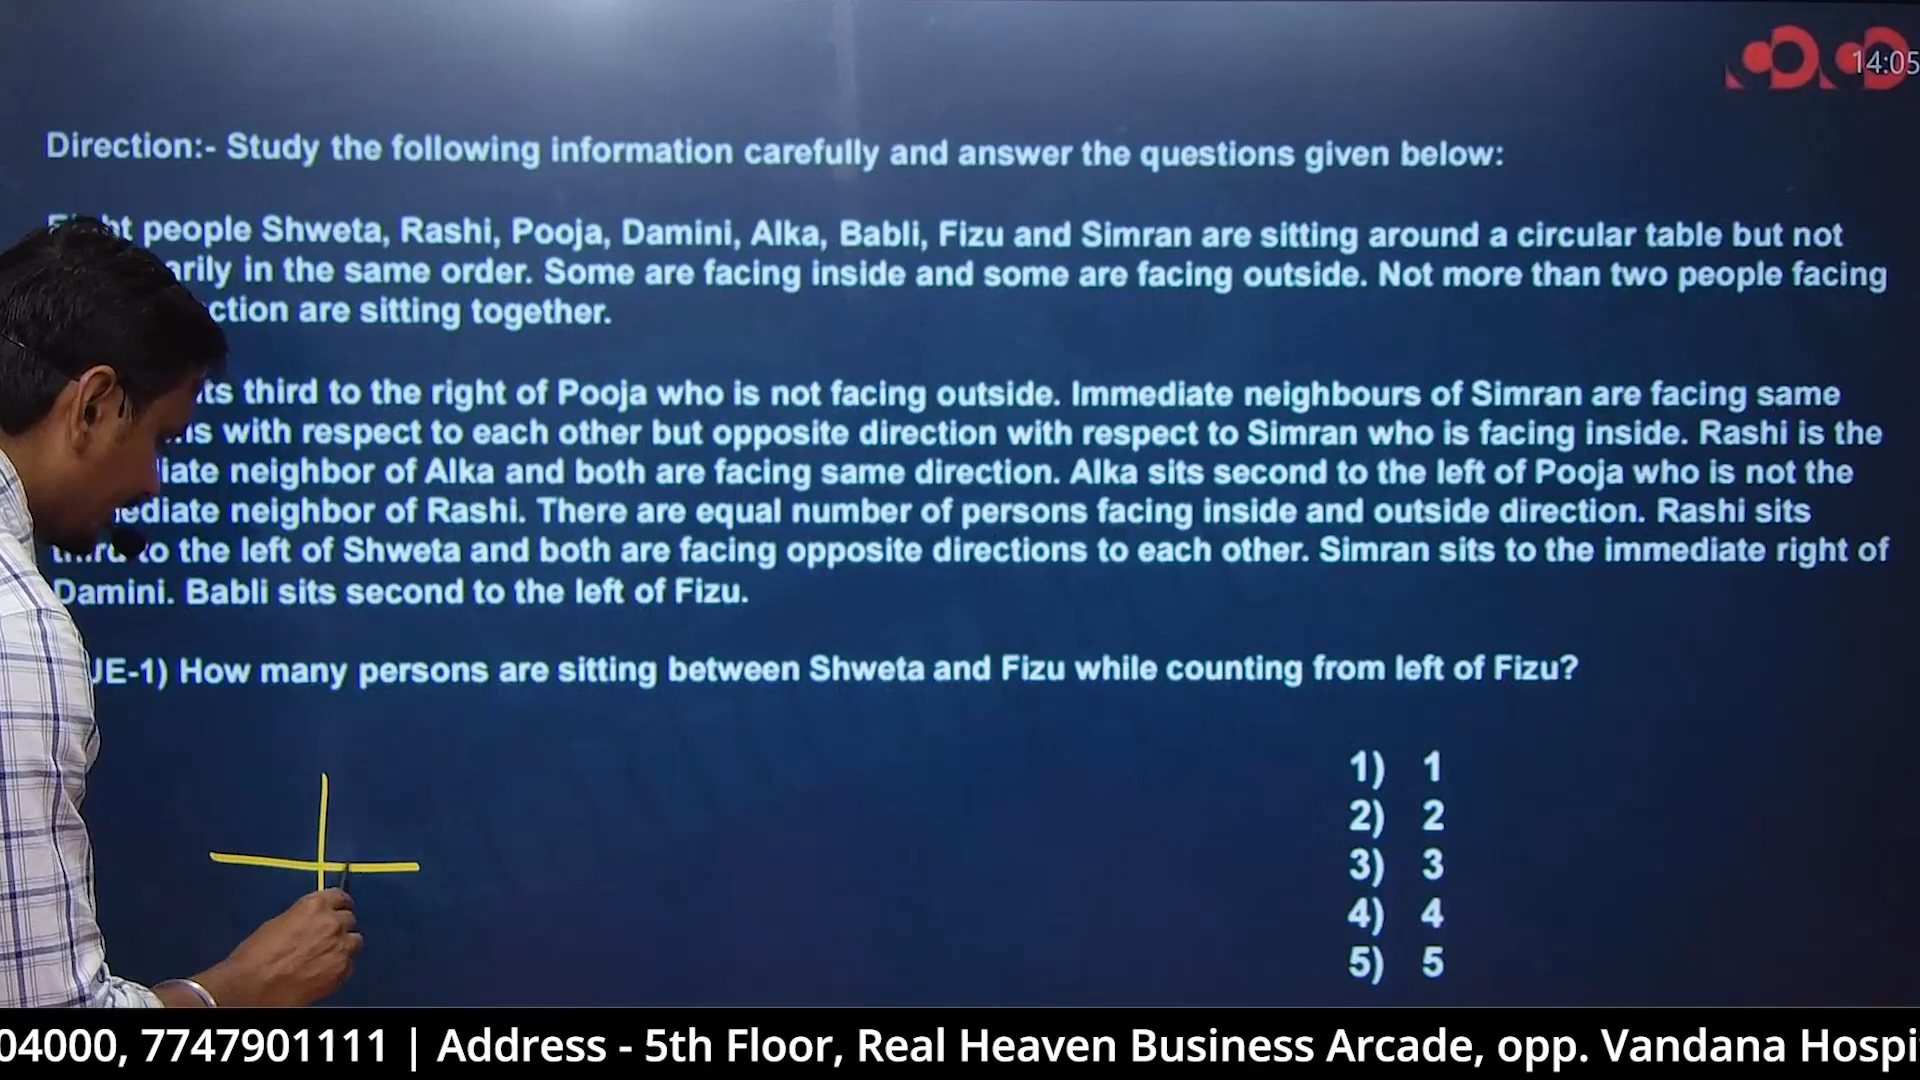 14:05
Direction:- Study the following information carefully and answer the questions given below:
people Shweta, Rashi, Pooja, Damini, Alka, Babli, Fizu and Simran are sitting around a circular table but not
in the same order. Some are facing inside and some are facing outside. Not more than two people facing
are sitting together.
third to the right of Pooja who is not facing outside. Immediate neighbours of Simran are facing same
with respect to each other but opposite direction with respect to Simran who is facing inside. Rashi is the
neighbor of Alka and both are facing same direction. Alka sits second to the left of Pooja who is not the
neighbor of Rashi. There are equal number of persons facing inside and outside direction. Rashi sits
to the left of Shweta and both are facing opposite directions to each other. Simran sits to the immediate right of
Damini. Babli sits second to the left of Fizu.
JE-1) How many persons are sitting between Shweta and Fizu while counting from left of Fizu?
1) 1
2) 2
3) 3
4) 4
5) 5
04000, 7747901111 | Address - 5th Floor, Real Heaven Business Arcade, opp. Vandana Hospi